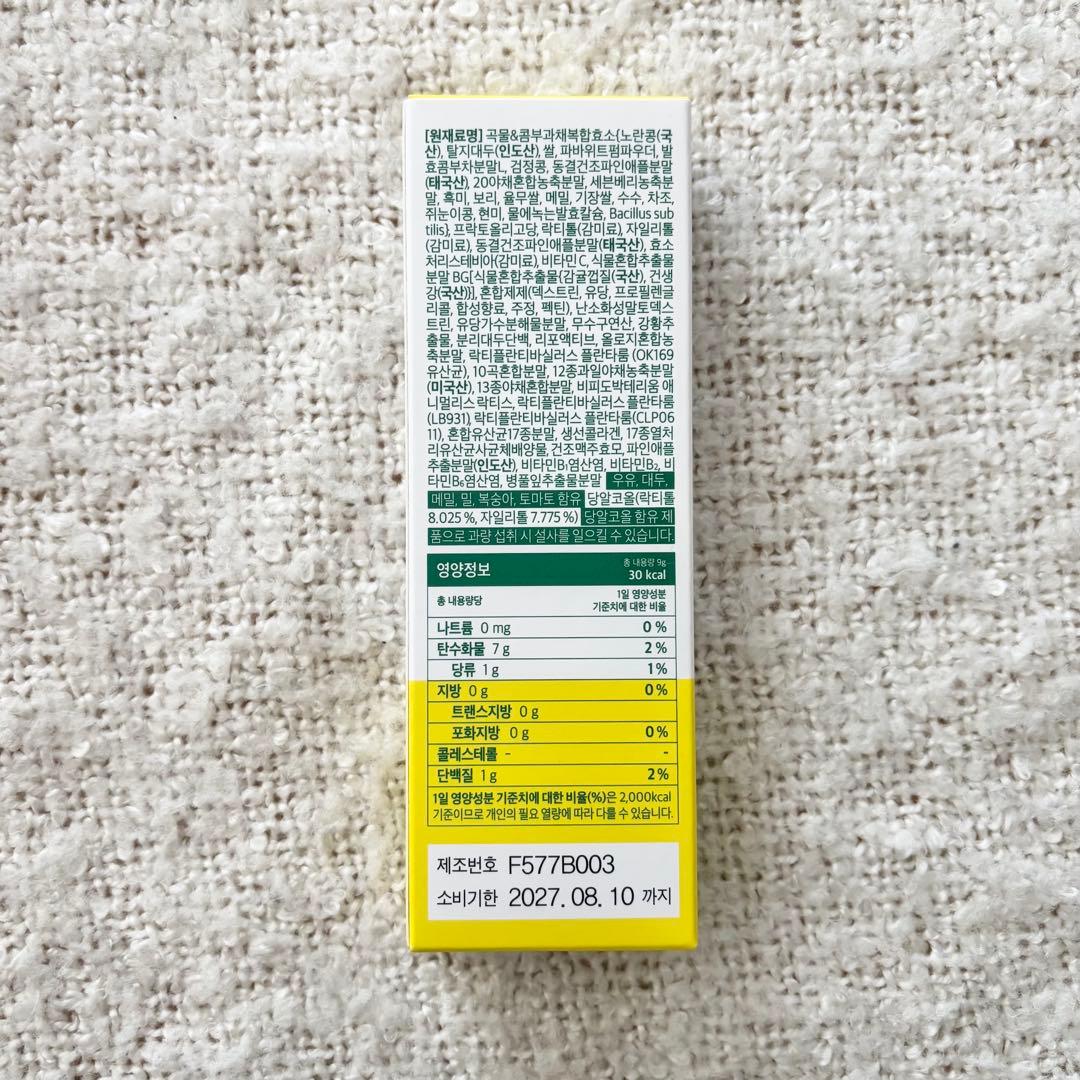 [원재료명] 곡물&콤부과채복합효소{노란콩(국
산), 탈지대두(인도산), 쌀, 파바위트펌파우더, 발
효콤부차분말L, 검정콩, 동결건조파인애플분말
(태국산), 20야채혼합농축분말, 세븐베리농축분
말, 흑미, 보리, 율무쌀, 메밀, 기장쌀, 수수, 차조,
쥐눈이콩, 현미, 물에녹는발효칼슘, Bacillus sub
tilis}, 프락토올리고당, 락티톨(감미료), 자일리톨
(감미료), 동결건조파인애플분말(태국산), 효소
처리스테비아(감미료), 비타민 C, 식물혼합추출물
분말 BG[식물혼합추출물{감귤껍질(국산), 건생
강(국산)}], 혼합제제(덱스트린, 유당, 프로필렌글
리콜, 합성향료, 주정, 펙틴), 난소화성말토덱스
트린, 유당가수분해물분말, 무수구연산, 강황추
출물, 분리대두단백, 리포액티브, 올로지혼합농
축분말, 락티플란티바실러스 플란타룸 (OK169
유산균), 10곡혼합분말, 12종과일야채농축분말
(미국산), 13종야채혼합분말, 비피도박테리움 애
니멀리스 락티스, 락티플란티바실러스 플란타룸
(LB931), 락티플란티바실러스 플란타룸(CLP06
11), 혼합유산균17종분말, 생선콜라겐, 17종열처
리유산균사균체배양물, 건조맥주효모, 파인애플
추출분말(인도산), 비타민B₁염산염, 비타민B₂, 비
타민B₆염산염, 병풀잎추출물분말 우유, 대두,
메밀, 밀, 복숭아, 토마토 함유 당알코올(락티톨
8.025 %, 자일리톨 7.775 %) 당알코올 함유 제
품으로 과량 섭취 시 설사를 일으킬 수 있습니다.
영양정보 총 내용량 9g
30 kcal
총 내용량당 1일 영양성분
기준치에 대한 비율
나트륨 0 mg 0 %
탄수화물 7 g 2 %
당류 1 g 1 %
지방 0 g 0 %
트랜스지방 0 g
포화지방 0 g 0 %
콜레스테롤 - -
단백질 1 g 2 %
1일 영양성분 기준치에 대한 비율(%)은 2,000kcal
기준이므로 개인의 필요 열량에 따라 다를 수 있습니다.
제조번호 F577B003
소비기한 2027. 08. 10 까지